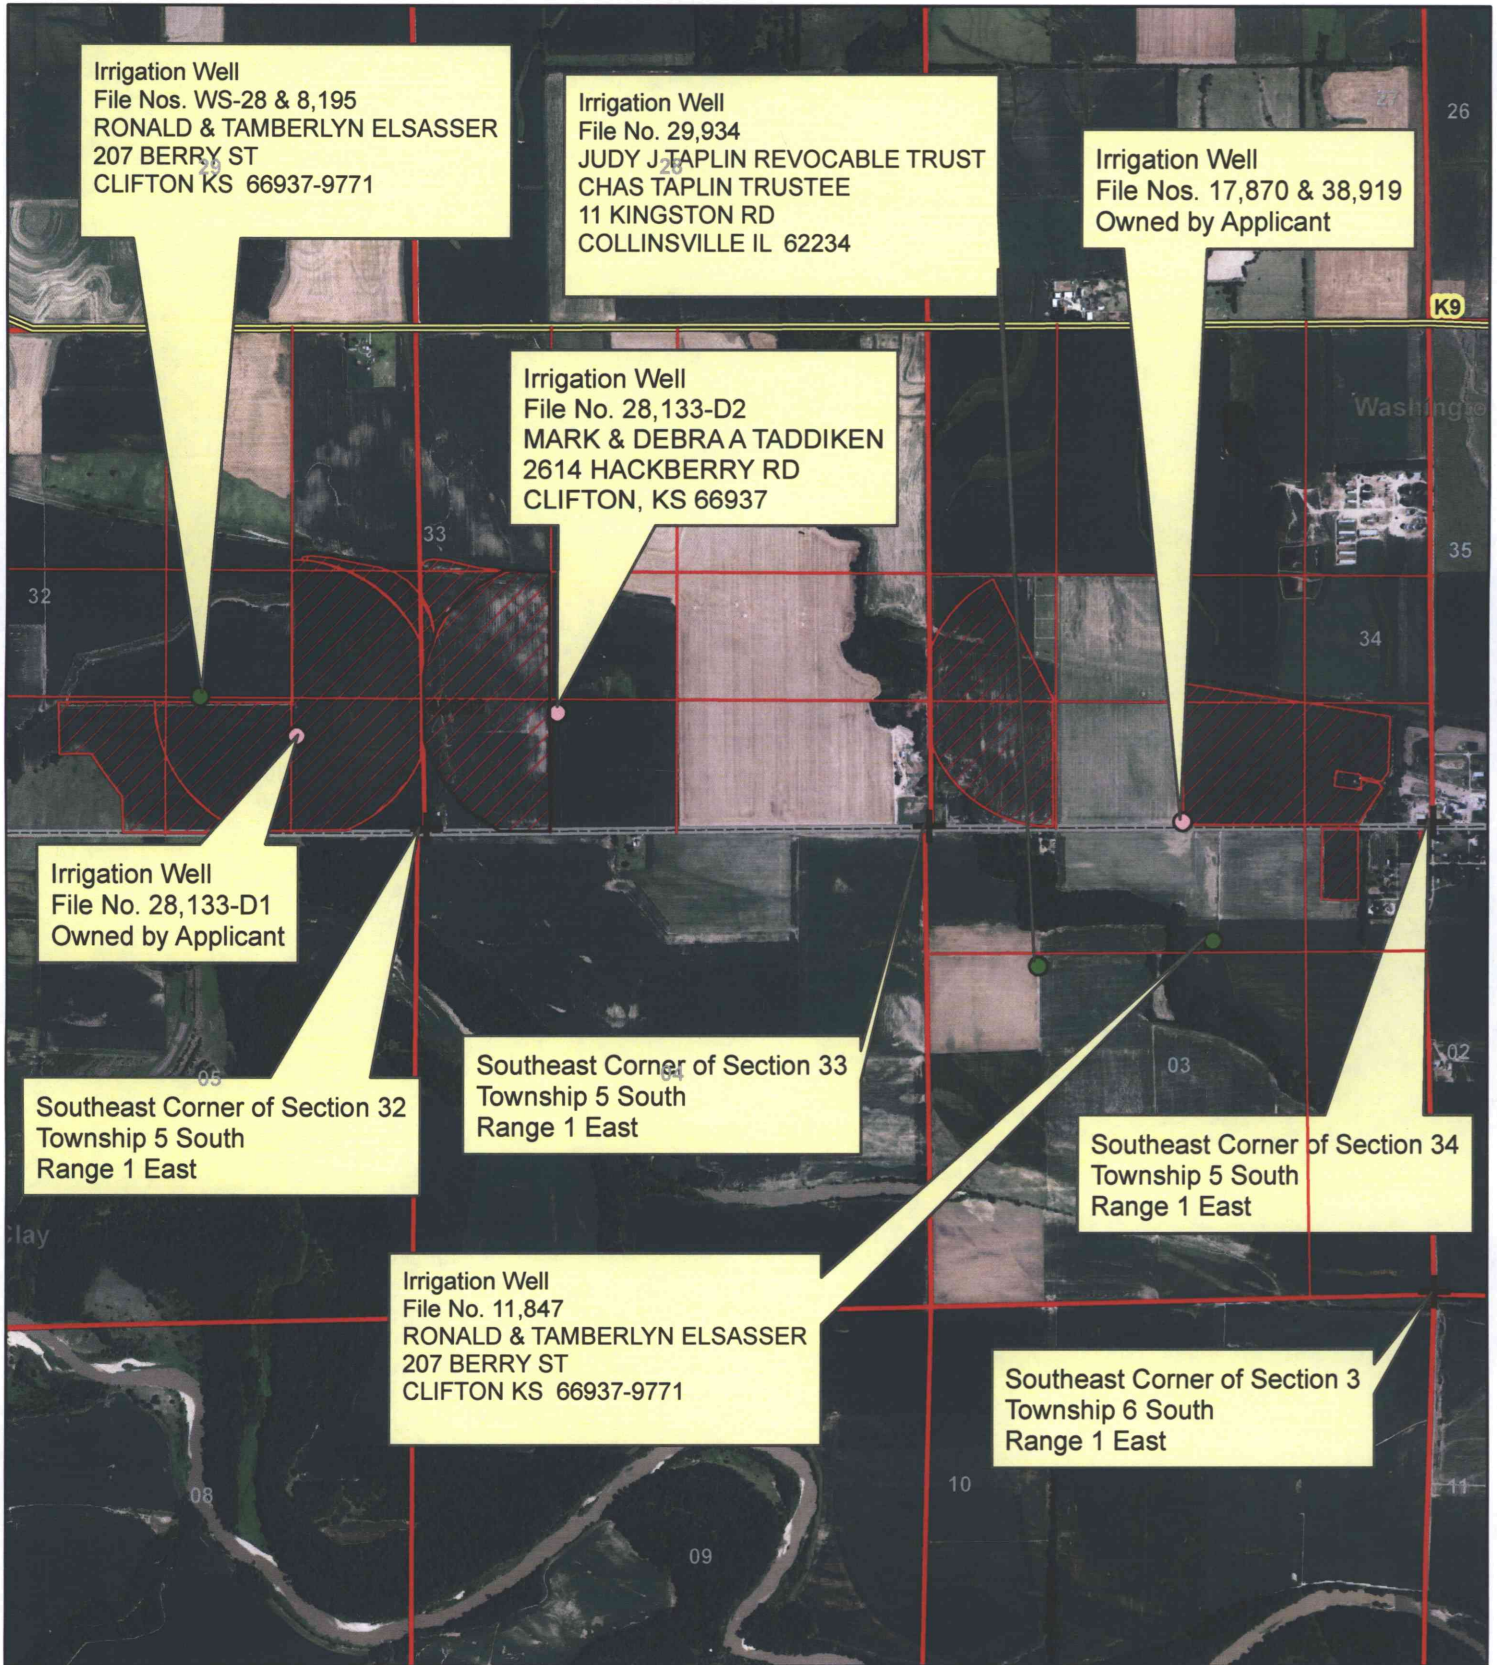 Irrigation Well
File Nos. WS-28 & 8,195
RONALD & TAMBERLYN ELSASSER
207 BERRY ST
CLIFTON KS 66937-9771
29
Irrigation Well
File No. 29,934
JUDY J TAPLIN REVOCABLE TRUST
CHAS TAPLIN TRUSTEE
11 KINGSTON RD
COLLINSVILLE IL 62234
28
27
26
Irrigation Well
File Nos. 17,870 & 38,919
Owned by Applicant
K9
Irrigation Well
File No. 28,133-D2
MARK & DEBRA A TADDIKEN
2614 HACKBERRY RD
CLIFTON, KS 66937
33
35
32
34
Irrigation Well
File No. 28,133-D1
Owned by Applicant
Southeast Corner of Section 32
Township 5 South
Range 1 East
05
Southeast Corner of Section 33
Township 5 South
Range 1 East
04
03
02
Southeast Corner of Section 34
Township 5 South
Range 1 East
Irrigation Well
File No. 11,847
RONALD & TAMBERLYN ELSASSER
207 BERRY ST
CLIFTON KS 66937-9771
Southeast Corner of Section 3
Township 6 South
Range 1 East
08
09
10
11